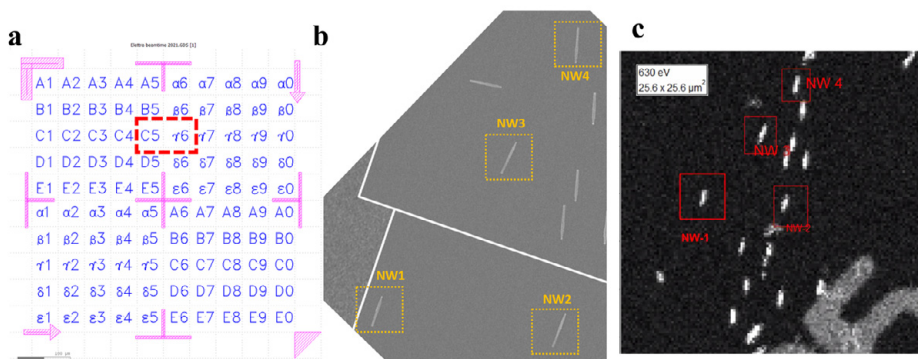 a
Elettra beamtime 2021.GDS [1]
A1 A2 A3 A4 A5 α6 α7 α8 α9 α0
B1 B2 B3 B4 B5 β6 β7 β8 β9 β0
C1 C2 C3 C4 C5 γ6 γ7 γ8 γ9 γ0
D1 D2 D3 D4 D5 δ6 δ7 δ8 δ9 δ0
E1 E2 E3 E4 E5 ε6 ε7 ε8 ε9 ε0
α1 α2 α3 α4 α5 A6 A7 A8 A9 A0
β1 β2 β3 β4 β5 B6 B7 B8 B9 B0
γ1 γ2 γ3 γ4 γ5 C6 C7 C8 C9 C0
δ1 δ2 δ3 δ4 δ5 D6 D7 D8 D9 D0
ε1 ε2 ε3 ε4 ε5 E6 E7 E8 E9 E0
b
NW4
NW3
NW1
NW2
c
630 eV
25.6 x 25.6 µm²
NW 4
NW 3
NW-1
NW-2